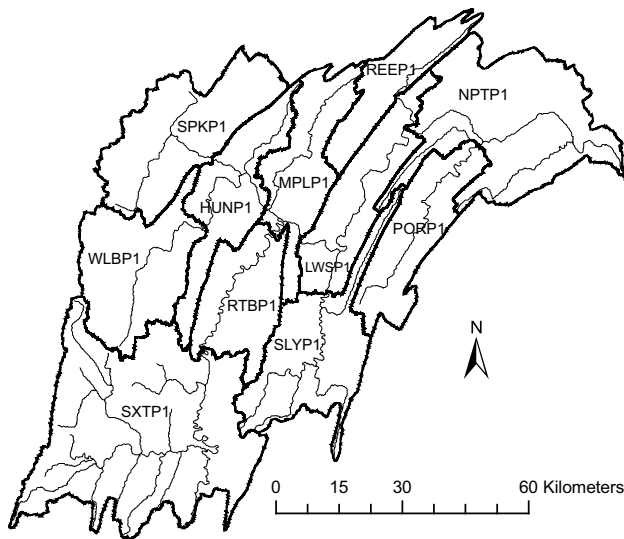 REEP1
NPTP1
SPKP1
MPLP1
HUNP1
PORP1
WLBP1
LWSP1
RTBP1
SLYP1
N
SXTP1
0 15 30 60 Kilometers